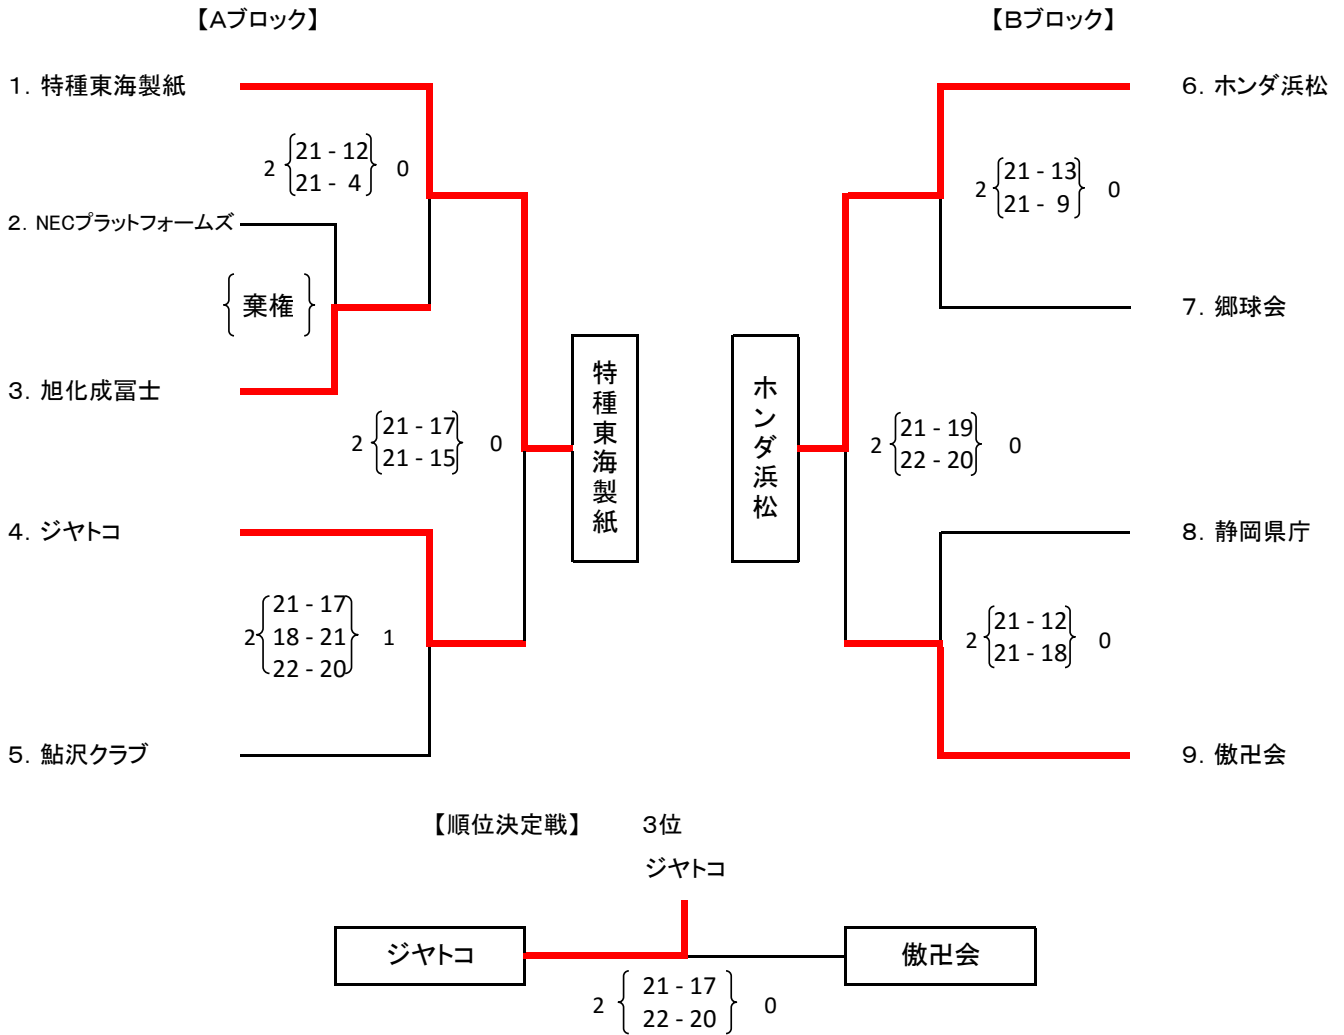 【Aブロック】
【Bブロック】
1. 特種東海製紙
6. ホンダ浜松
2 {21 - 12} 0
21 - 4
2 {21 - 13} 0
21 - 9
2. NECプラットフォームズ
{棄権}
7. 郷球会
3. 旭化成冨士
特種東海製紙
ホンダ浜松
2 {21 - 17} 0
21 - 15
2 {21 - 19} 0
22 - 20
4. ジヤトコ
8. 静岡県庁
21 - 17
2 {18 - 21} 1
22 - 20
2 {21 - 12} 0
21 - 18
5. 鮎沢クラブ
9. 傲卍会
【順位決定戦】 3位
ジヤトコ
ジヤトコ
傲卍会
2 {21 - 17} 0
22 - 20